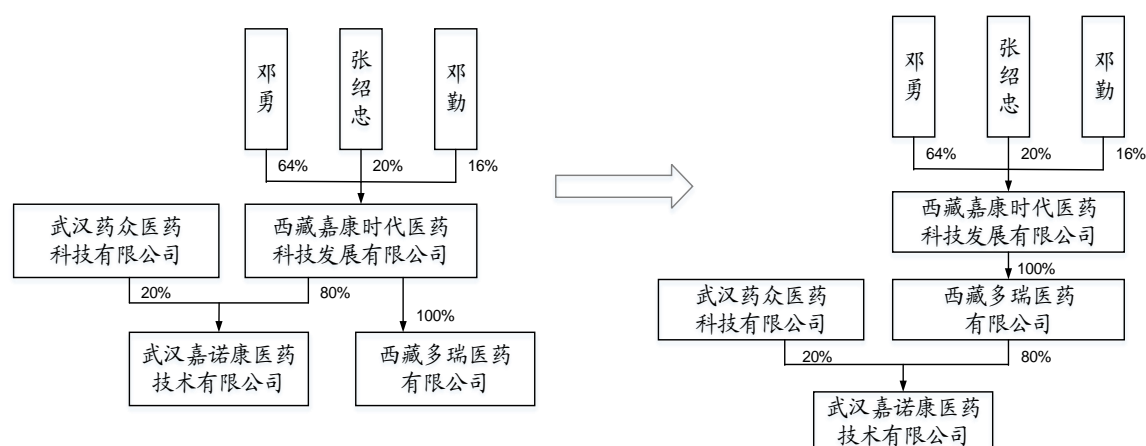 邓勇
张绍忠
邓勤
64%
20%
16%
武汉药众医药
科技有限公司
西藏嘉康时代医药
科技发展有限公司
20%
80%
100%
武汉嘉诺康医药
技术有限公司
西藏多瑞医药
有限公司
邓勇
张绍忠
邓勤
64%
20%
16%
西藏嘉康时代医药
科技发展有限公司
100%
武汉药众医药
科技有限公司
西藏多瑞医药
有限公司
20%
80%
武汉嘉诺康医药
技术有限公司